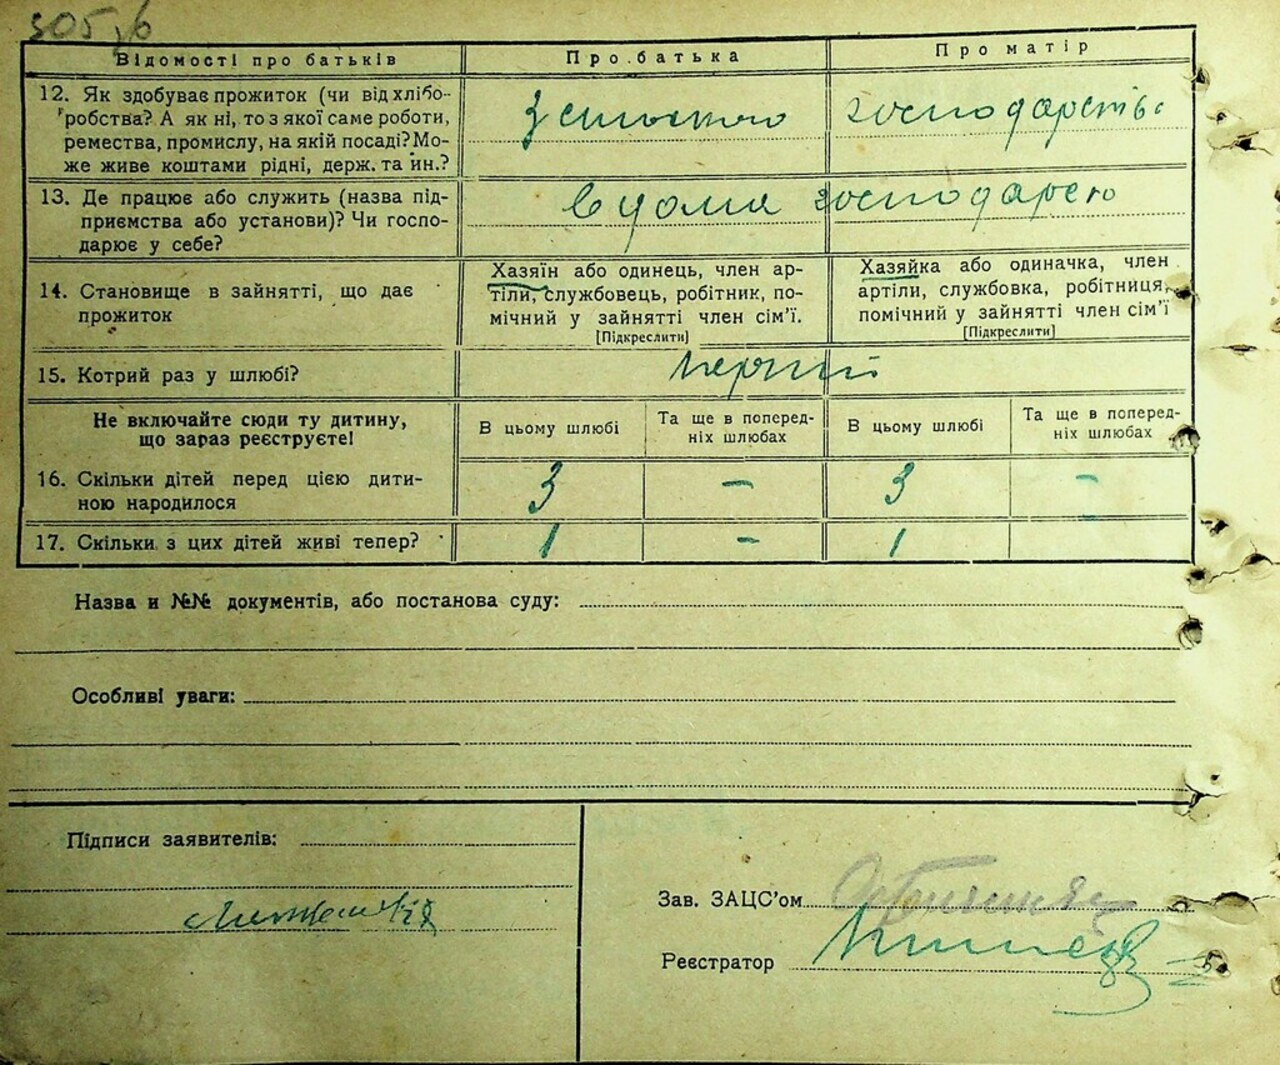 305
Відомості про батьків
Про батька
Про матір
12. Як здобуває прожиток (чи від хлібо-
робства? А як ні, то з якої саме роботи,
ремества, промислу, на якій посаді? Мо-
же живе коштами рідні, держ. та ин.?
з сільского господарства
13. Де працює або служить (назва під-
приємства або установи)? Чи госпо-
дарює у себе?
в дома господарею
14. Становище в зайнятті, що дає
прожиток
Хазяїн або одинець, член ар-
тіли, службовець, робітник, по-
мічний у зайнятті член сім'ї.
[Підкреслити]
Хазяйка або одиначка, член
артіли, службовка, робітниця,
помічний у зайнятті член сім'ї
[Підкреслити]
15. Котрий раз у шлюбі?
перший
Не включайте сюди ту дитину,
що зараз реєструєте!
В цьому шлюбі
Та ще в поперед-
ніх шлюбах
В цьому шлюбі
Та ще в поперед-
ніх шлюбах
16. Скільки дітей перед цією дити-
ною народилося
3 - 3 -
17. Скільки з цих дітей живі тепер?
1 - 1
Назва и №№ документів, або постанова суду:
Особливі уваги:
Підписи заявителів:
Зав. ЗАЦС'ом
Реєстратор